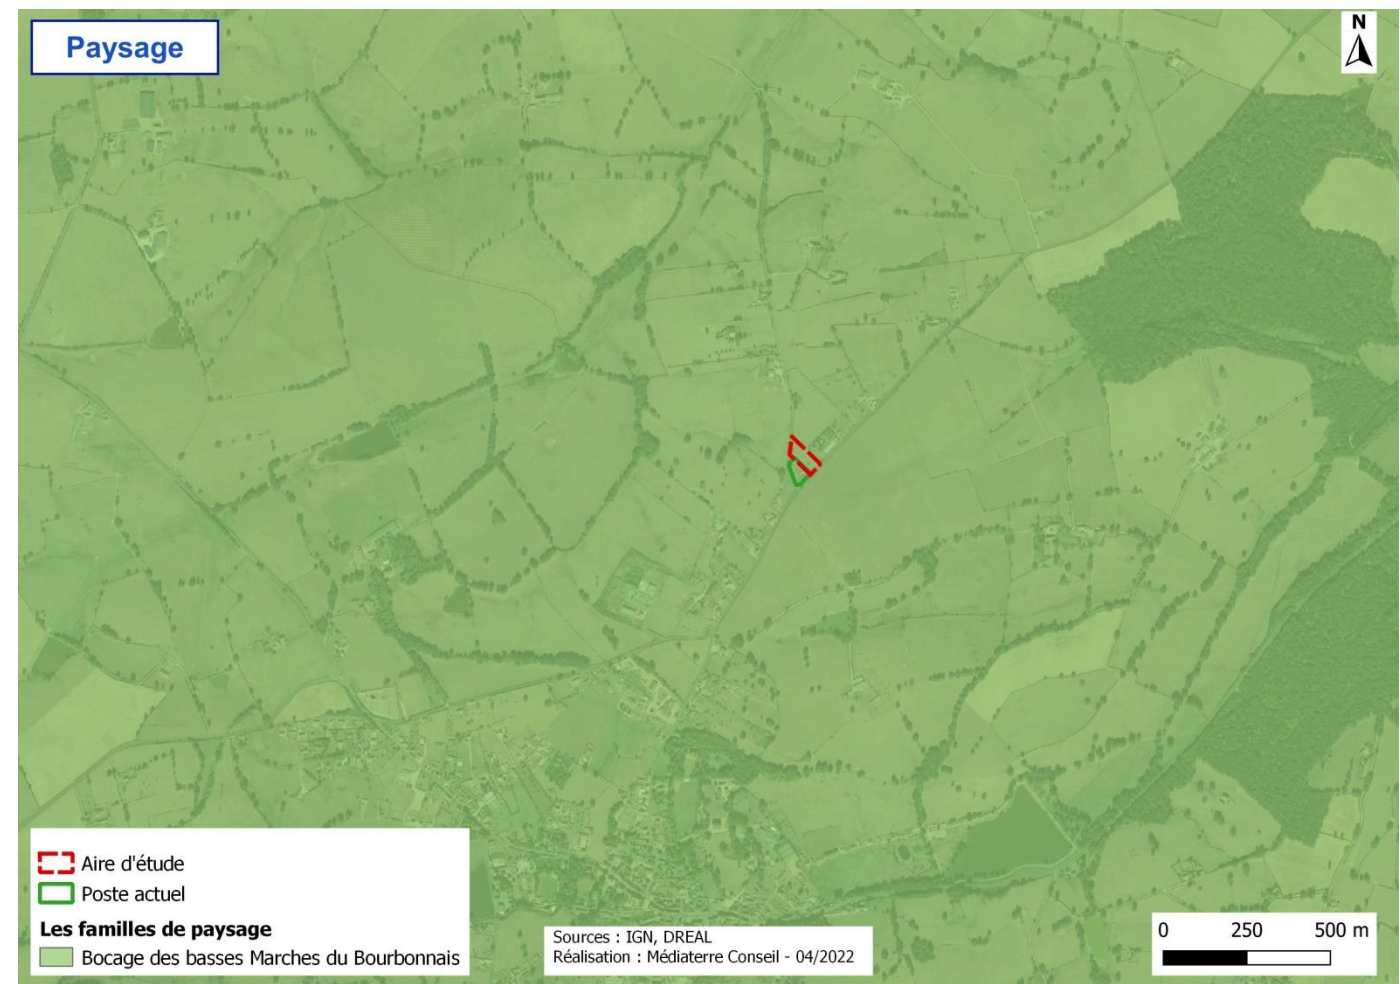 Paysage
N
Aire d'étude
Poste actuel
Les familles de paysage
Bocage des basses Marches du Bourbonnais
Sources : IGN, DREAL
Réalisation : Médiaterre Conseil - 04/2022
0 250 500 m